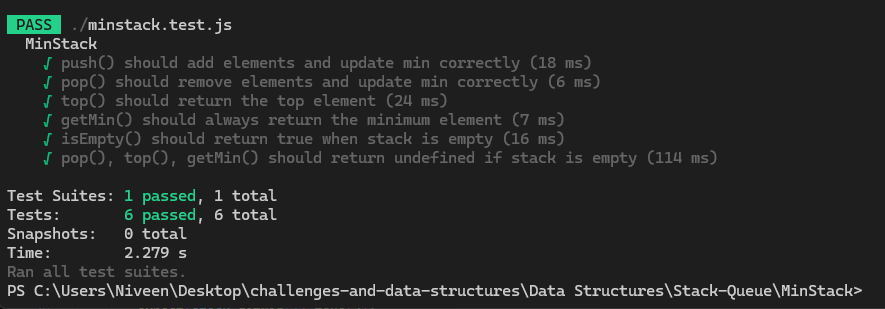 PASS ./minstack.test.js
MinStack
√ push() should add elements and update min correctly (18 ms)
√ pop() should remove elements and update min correctly (6 ms)
√ top() should return the top element (24 ms)
√ getMin() should always return the minimum element (7 ms)
√ isEmpty() should return true when stack is empty (16 ms)
√ pop(), top(), getMin() should return undefined if stack is empty (114 ms)
Test Suites: 1 passed, 1 total
Tests: 6 passed, 6 total
Snapshots: 0 total
Time: 2.279 s
Ran all test suites.
PS C:\Users\Niveen\Desktop\challenges-and-data-structures\Data Structures\Stack-Queue\MinStack>